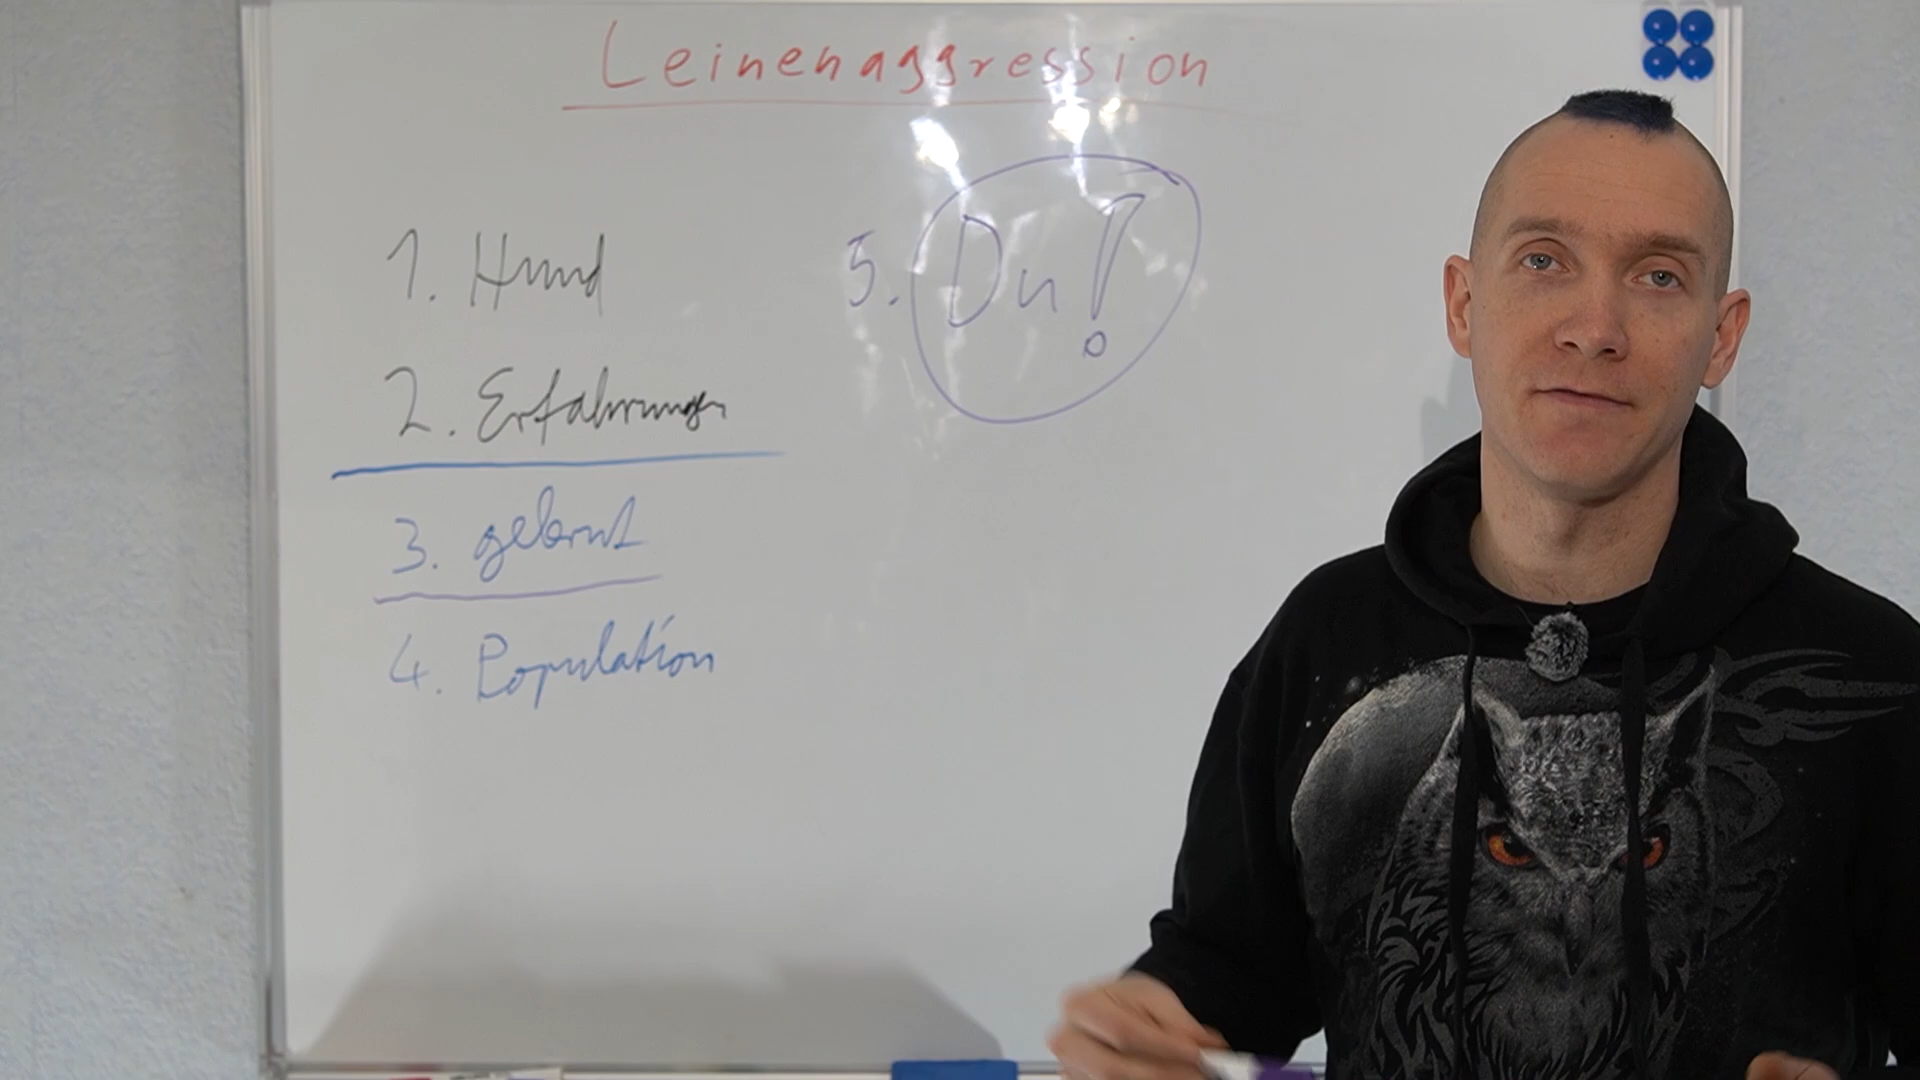 Leinenaggression
1. Hund
2. Erfahrungen
3. gelernt
4. Population
5. Du!